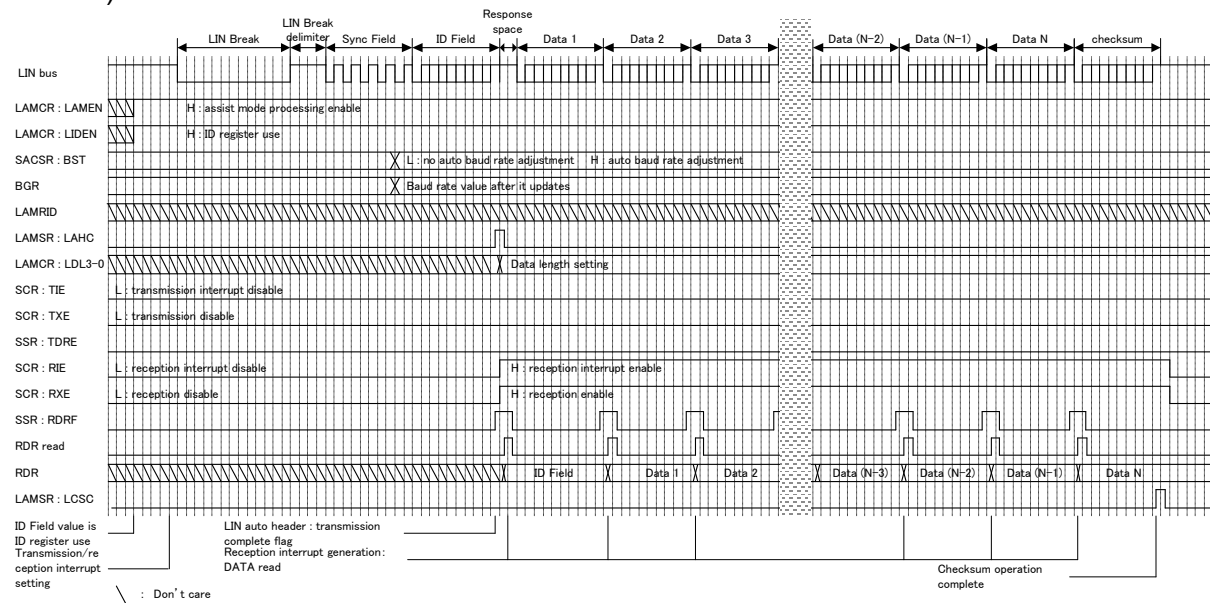 Response
space
LIN Break
delimiter
LIN Break
Sync Field
ID Field
Data 1
Data 2
Data 3
Data (N-2)
Data (N-1)
Data N
checksum
LIN bus
LAMCR : LAMEN
H : assist mode processing enable
LAMCR : LIDEN
H : ID register use
SACSR : BST
L : no auto baud rate adjustment H : auto baud rate adjustment
BGR
Baud rate value after it updates
LAMRID
LAMSR : LAHC
LAMCR : LDL3-0
Data length setting
SCR : TIE
L : transmission interrupt disable
SCR : TXE
L : transmission disable
SSR : TDRE
SCR : RIE
L : reception interrupt disable
H : reception interrupt enable
SCR : RXE
L : reception disable
H : reception enable
SSR : RDRF
RDR read
RDR
ID Field
Data 1
Data 2
Data (N-3)
Data (N-2)
Data (N-1)
Data N
LAMSR : LCSC
ID Field value is
ID register use
Transmission/re
ception interrupt
setting
LIN auto header : transmission
complete flag
Reception interrupt generation:
DATA read
Checksum operation
complete
: Don't care